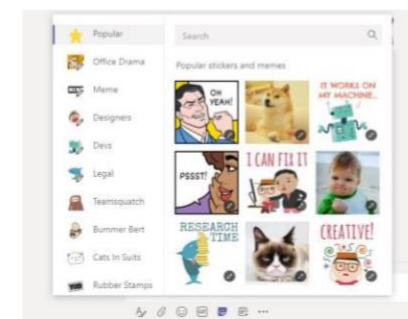 Popular
Office Drama
Meme
Designers
Devs
Legal
Teamsquatch
Bummer Bert
Cats In Suits
Rubber Stamps
Search
Popular stickers and memes
OH
YEAH!
IT WORKS ON
MY MACHINE...
PSSST!
I CAN FIX IT
RESEARCH
TIME
CREATIVE!
GIF